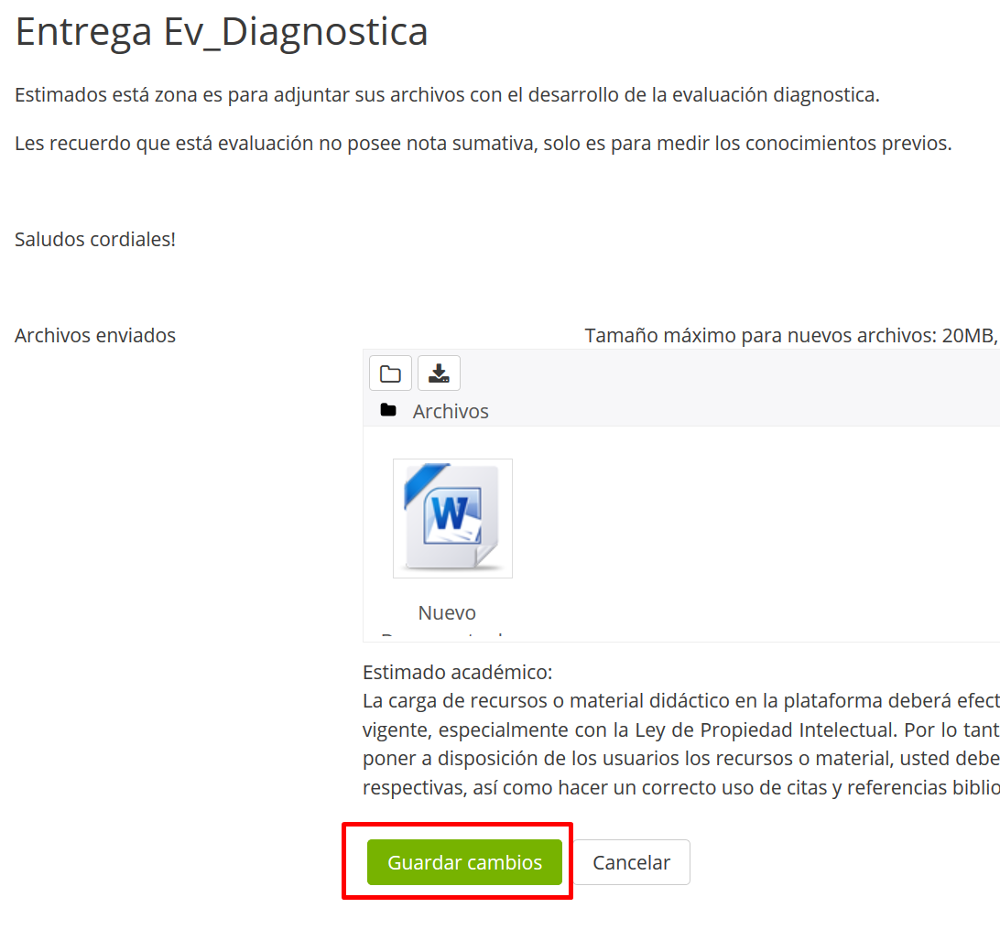 Entrega Ev_Diagnostica
Estimados está zona es para adjuntar sus archivos con el desarrollo de la evaluación diagnostica.
Les recuerdo que está evaluación no posee nota sumativa, solo es para medir los conocimientos previos.
Saludos cordiales!
Archivos enviados
Tamaño máximo para nuevos archivos: 20MB,
Archivos
W
Nuevo
Estimado académico:
La carga de recursos o material didáctico en la plataforma deberá efect
vigente, especialmente con la Ley de Propiedad Intelectual. Por lo tant
poner a disposición de los usuarios los recursos o material, usted debe
respectivas, así como hacer un correcto uso de citas y referencias biblio
Guardar cambios
Cancelar